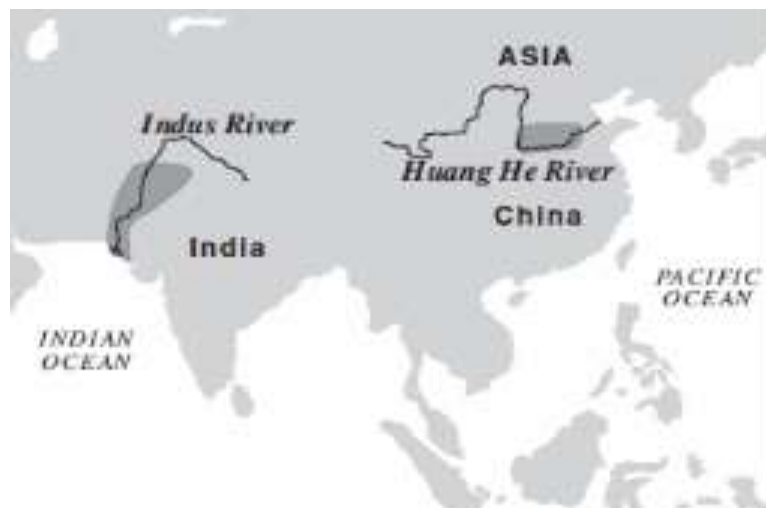 ASIA
Indus River
Huang He River
China
India
PACIFIC
OCEAN
INDIAN
OCEAN